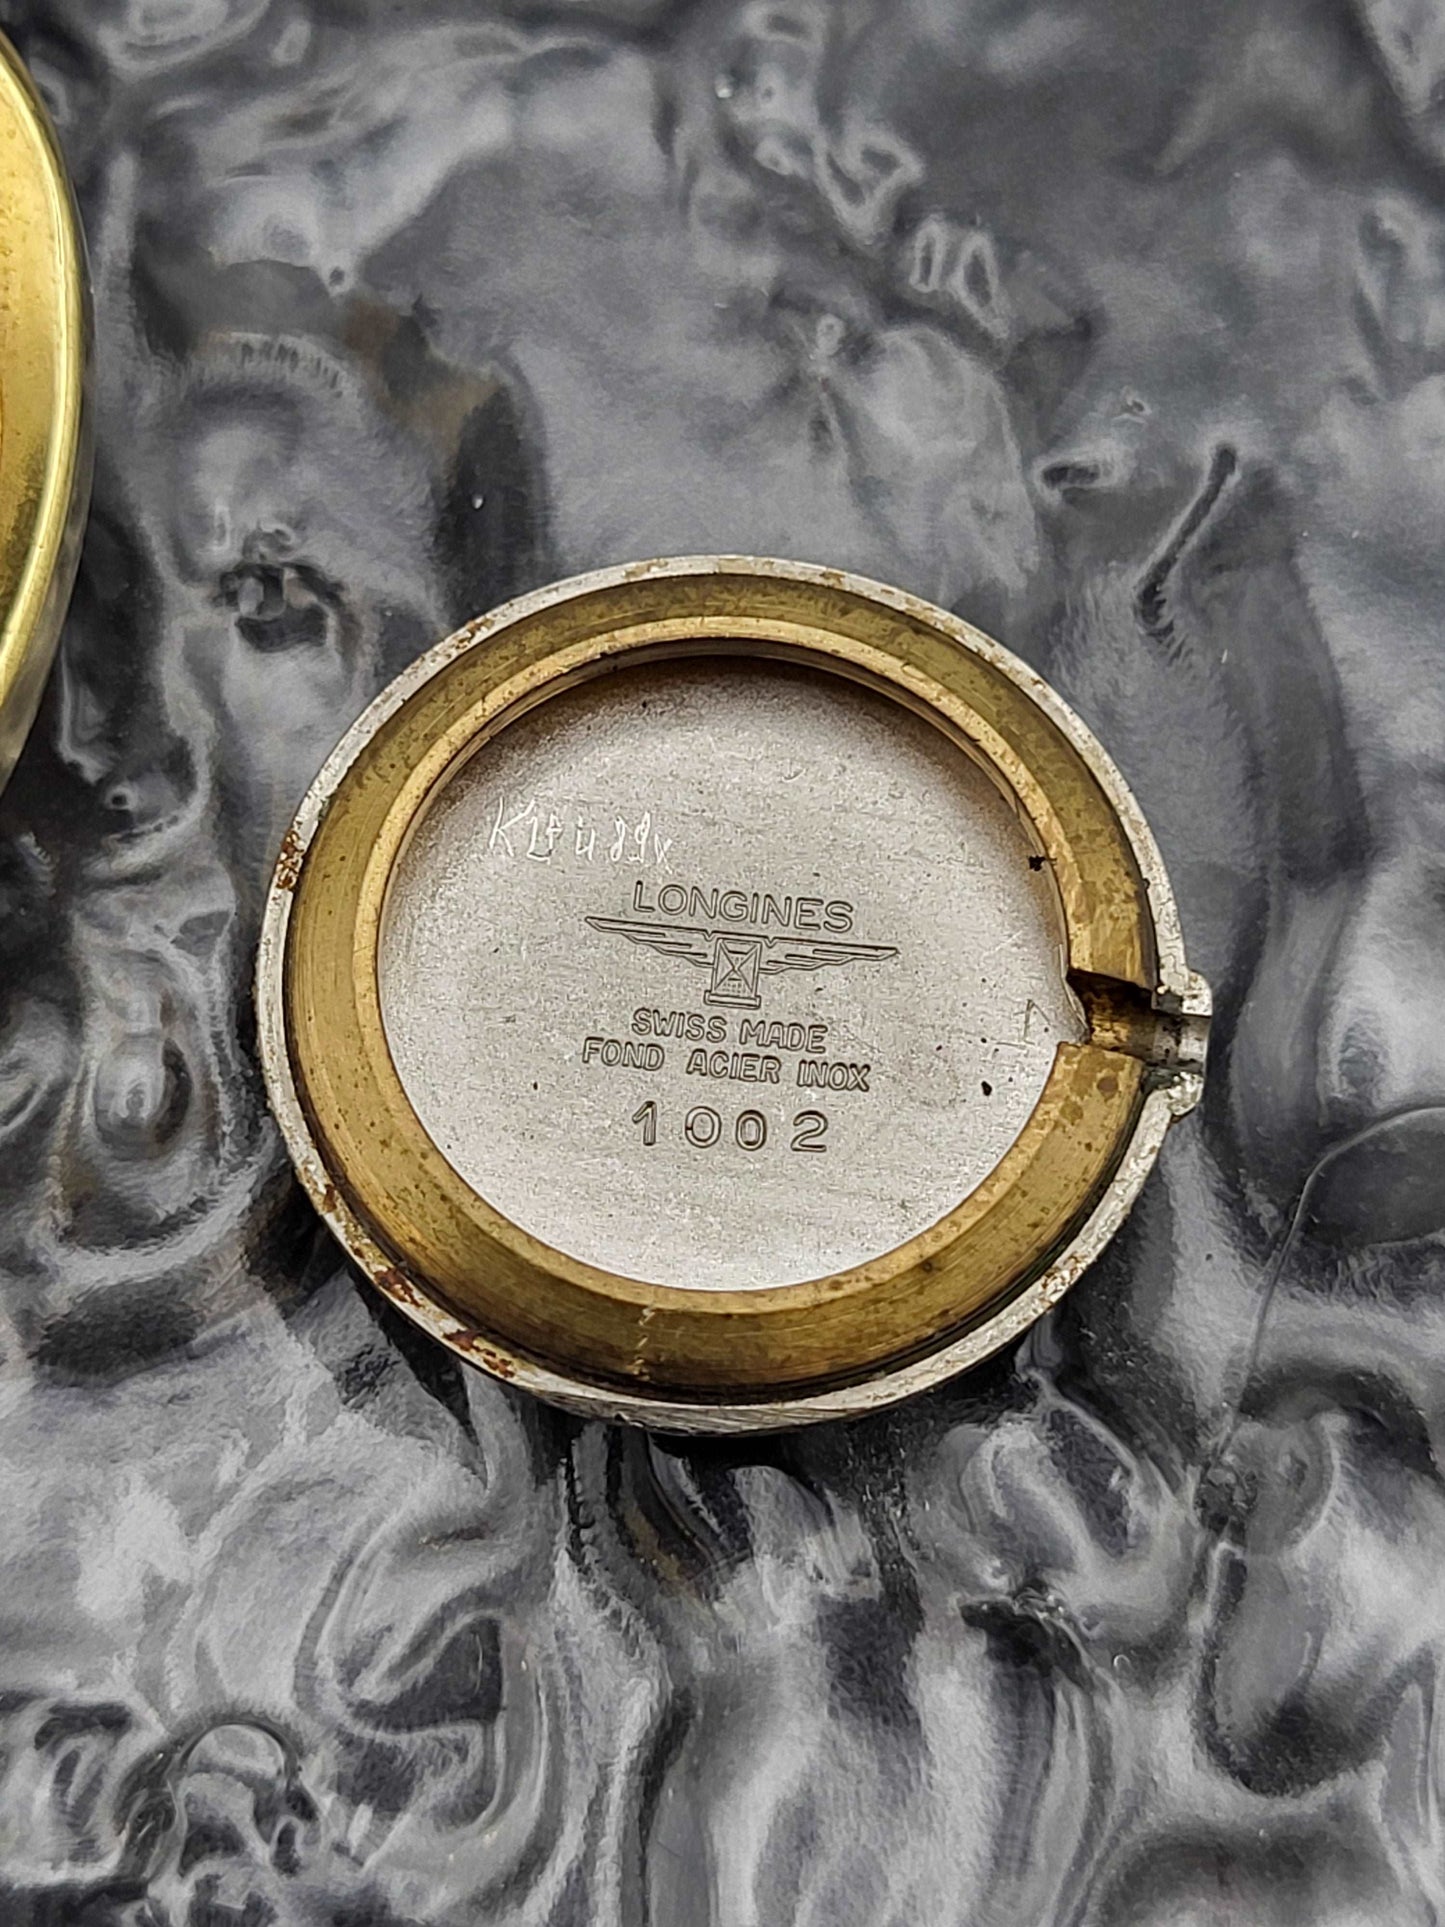 LONGINES
SWISS MADE
FOND ACIER INOX
1002